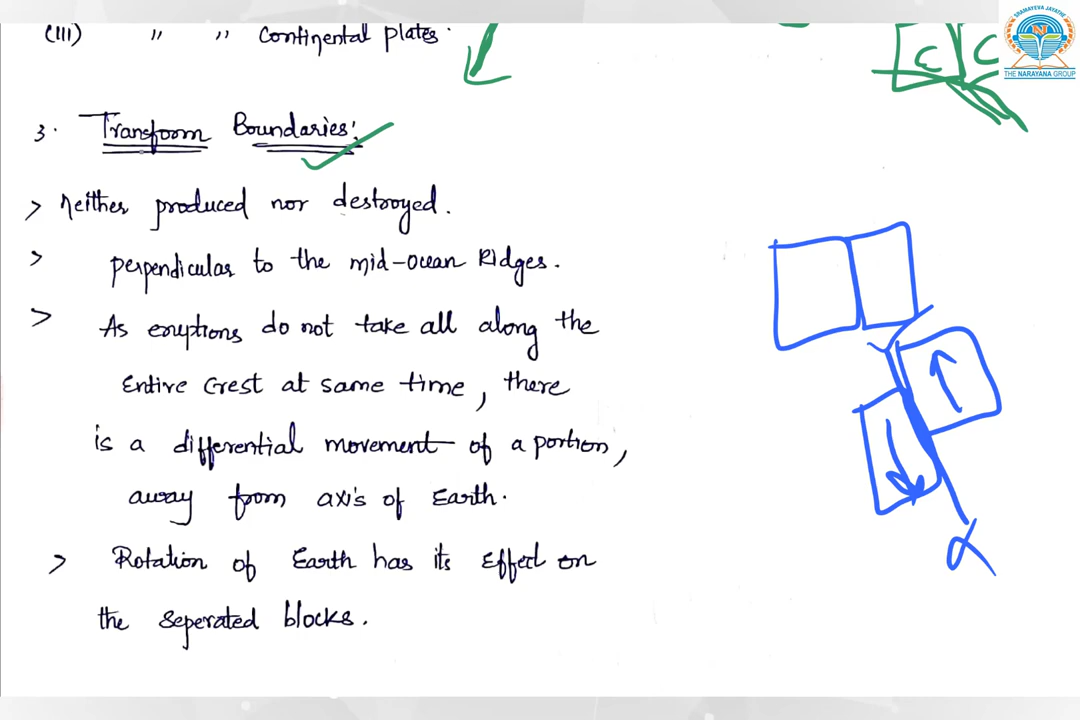 (III) " " Continental plates.
C C
SHAMAYEVA JAYATHE
N
THE NARAYANA GROUP
3. Transform Boundaries:
> Neither produced nor destroyed.
> perpendicular to the mid-ocean Ridges.
> As eruptions do not take all along the
Entire Crest at same time, there
is a differential movement of a portion,
away from axis of Earth.
> Rotation of Earth has its Effect on
the seperated blocks.